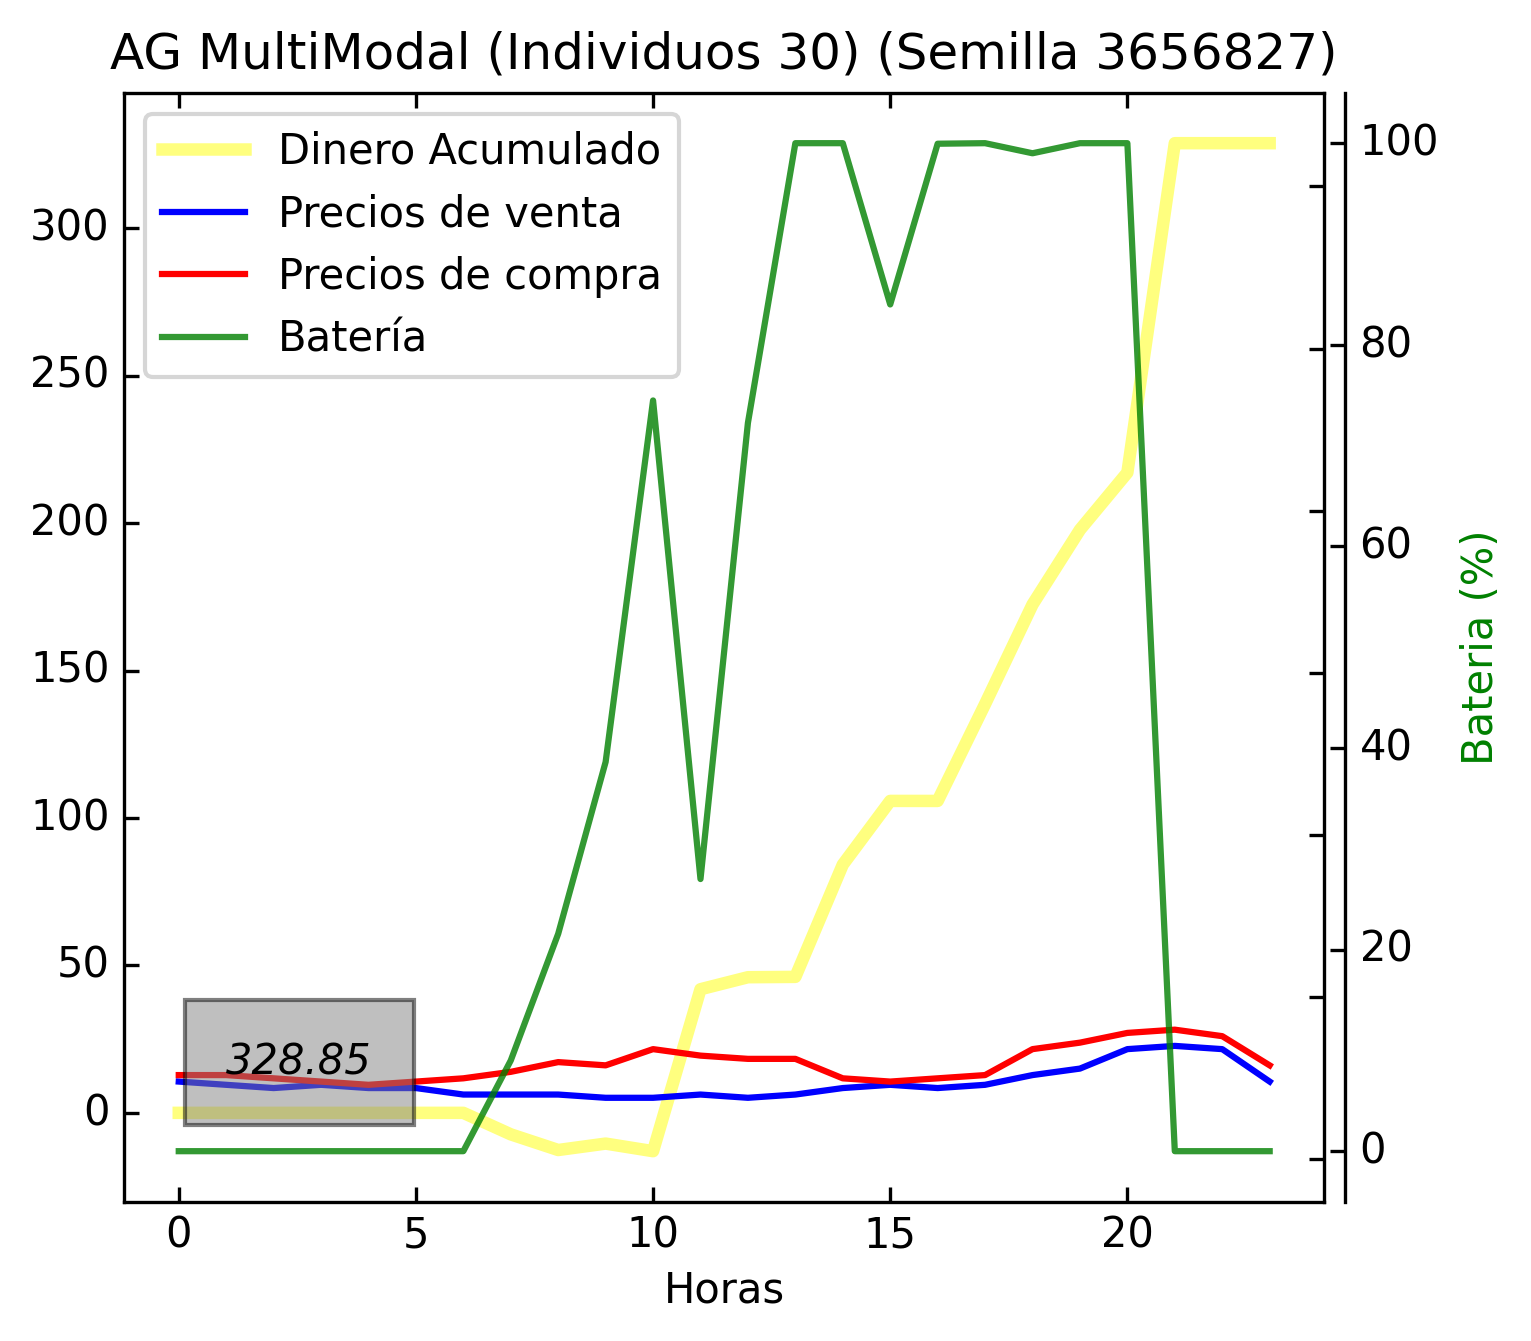 AG MultiModal (Individuos 30) (Semilla 3656827)
Dinero Acumulado
Precios de venta
Precios de compra
Batería
300
250
200
150
100
50
0
328.85
100
80
60
40
20
0
Bateria (%)
0 5 10 15 20
Horas